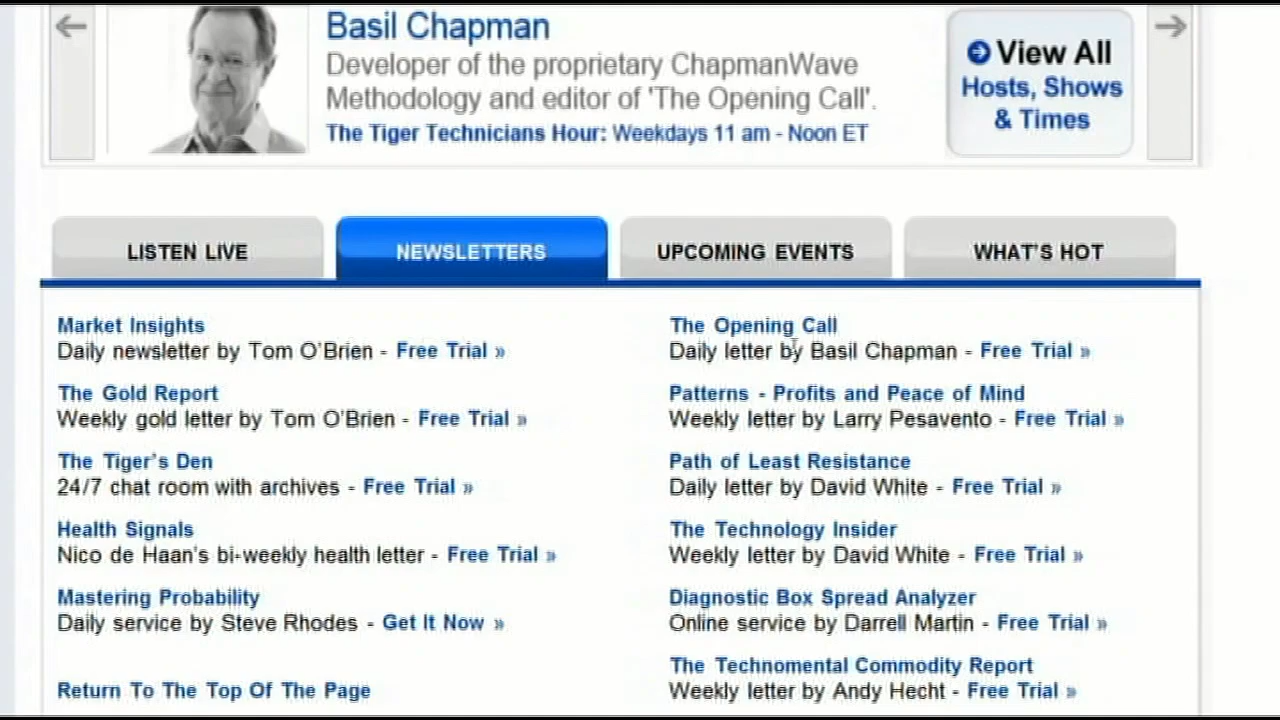 Basil Chapman
Developer of the proprietary ChapmanWave
Methodology and editor of 'The Opening Call'.
The Tiger Technicians Hour: Weekdays 11 am - Noon ET
View All
Hosts, Shows
& Times
LISTEN LIVE
NEWSLETTERS
UPCOMING EVENTS
WHAT'S HOT
Market Insights
Daily newsletter by Tom O'Brien - Free Trial »
The Gold Report
Weekly gold letter by Tom O'Brien - Free Trial »
The Tiger's Den
24/7 chat room with archives - Free Trial »
Health Signals
Nico de Haan's bi-weekly health letter - Free Trial »
Mastering Probability
Daily service by Steve Rhodes - Get It Now »
Return To The Top Of The Page
The Opening Call
Daily letter by Basil Chapman - Free Trial »
Patterns - Profits and Peace of Mind
Weekly letter by Larry Pesavento - Free Trial »
Path of Least Resistance
Daily letter by David White - Free Trial »
The Technology Insider
Weekly letter by David White - Free Trial »
Diagnostic Box Spread Analyzer
Online service by Darrell Martin - Free Trial »
The Technomental Commodity Report
Weekly letter by Andy Hecht - Free Trial »